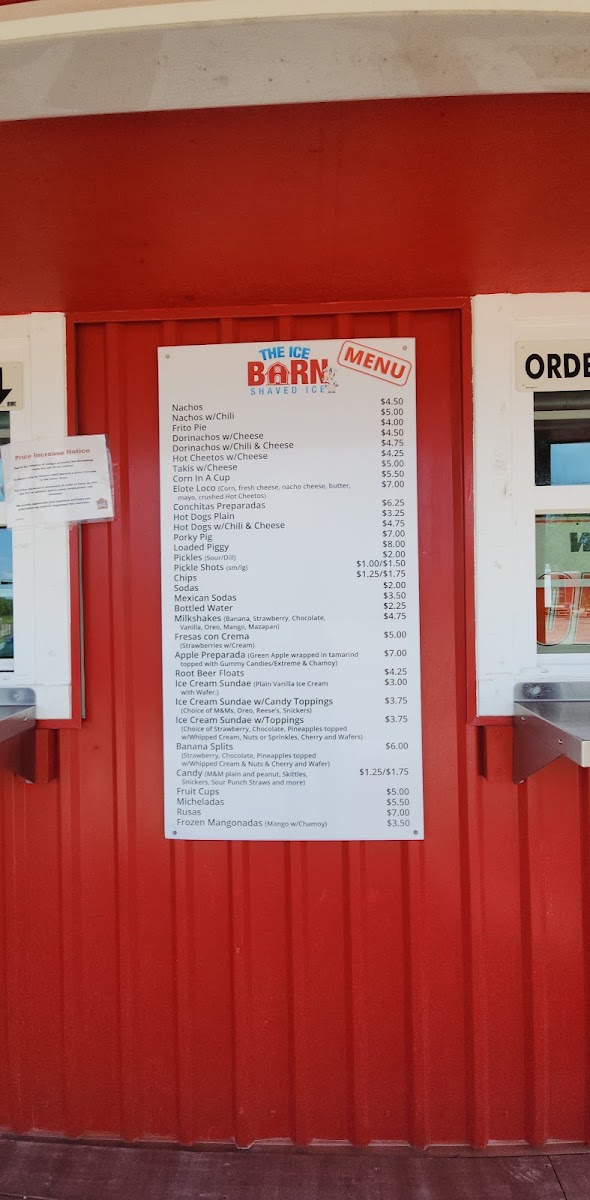 THE ICE
BARN
SHAVED ICE
MENU
Nachos $4.50
Nachos w/Chili $5.00
Frito Pie $4.00
Dorinachos w/Cheese $4.50
Dorinachos w/Chili & Cheese $4.75
Hot Cheetos w/Cheese $4.25
Takis w/Cheese $5.00
Corn In A Cup $5.50
Elote Loco (Corn, fresh cheese, nacho cheese, butter, $7.00
mayo, crushed Hot Cheetos)
Conchitas Preparadas $6.25
Hot Dogs Plain $3.25
Hot Dogs w/Chili & Cheese $4.75
Porky Pig $7.00
Loaded Piggy $8.00
Pickles (Sour/Dill) $2.00
Pickle Shots (sm/lg) $1.00/$1.50
Chips $1.25/$1.75
Sodas $2.00
Mexican Sodas $3.50
Bottled Water $2.25
Milkshakes (Banana, Strawberry, Chocolate, $4.75
Vanilla, Oreo, Mango, Mazapan)
Fresas con Crema $5.00
(Strawberries w/Cream)
Apple Preparada (Green Apple wrapped in tamarind $7.00
topped with Gummy Candies/Extreme & Chamoy)
Root Beer Floats $4.25
Ice Cream Sundae (Plain Vanilla Ice Cream $3.00
with Wafer.)
Ice Cream Sundae w/Candy Toppings $3.75
(Choice of M&Ms, Oreo, Reese's, Snickers)
Ice Cream Sundae w/Toppings $3.75
(Choice of Strawberry, Chocolate, Pineapples topped
w/Whipped Cream, Nuts or Sprinkles, Cherry and Wafers)
Banana Splits $6.00
(Strawberry, Chocolate, Pineapples topped
w/Whipped Cream & Nuts & Cherry and Wafer)
Candy (M&M plain and peanut, Skittles, $1.25/$1.75
Snickers, Sour Punch Straws and more)
Fruit Cups $5.00
Micheladas $5.50
Rusas $7.00
Frozen Mangonadas (Mango w/Chamoy) $3.50
Price Increase Notice
ORDE